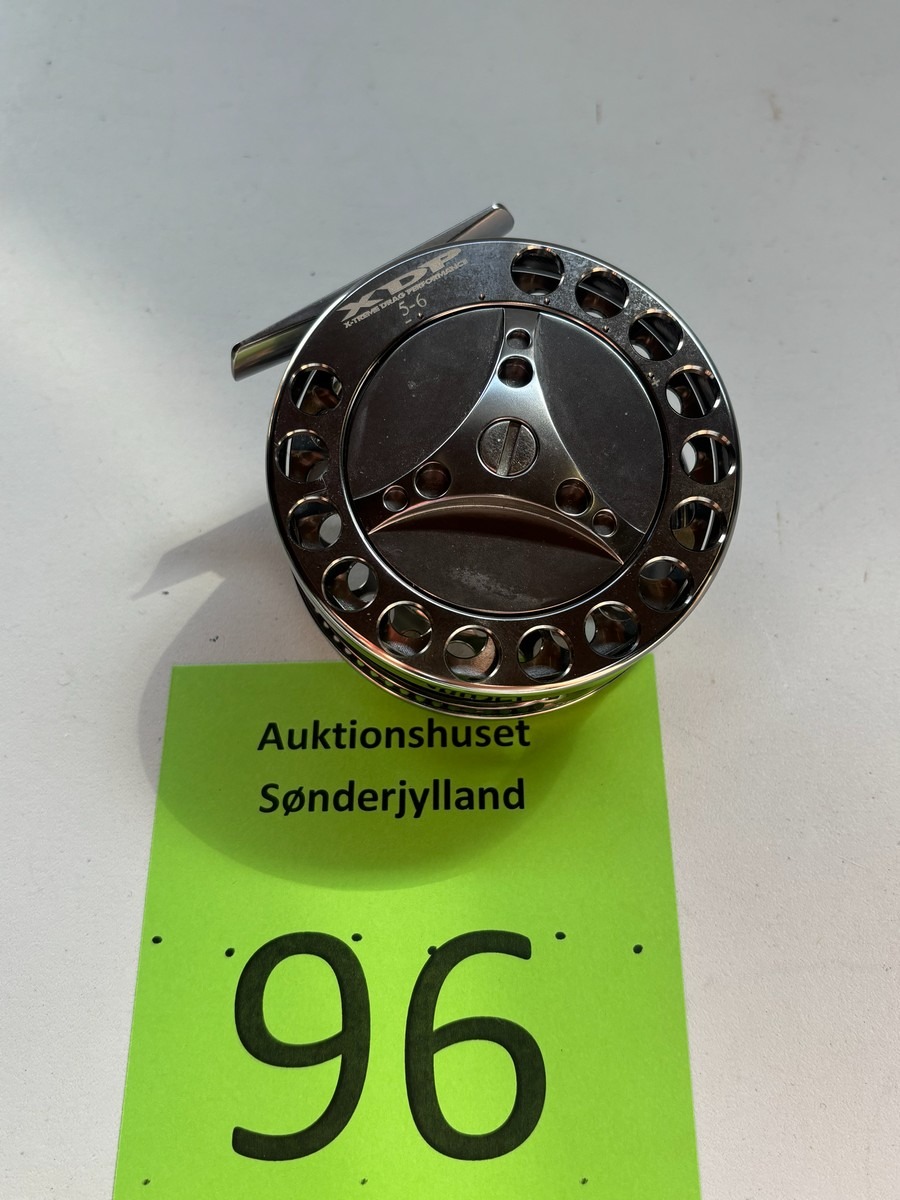 XDP
X-TREME DRAG PERFORMANCE
5-6
Auktionshuset
Sønderjylland
96